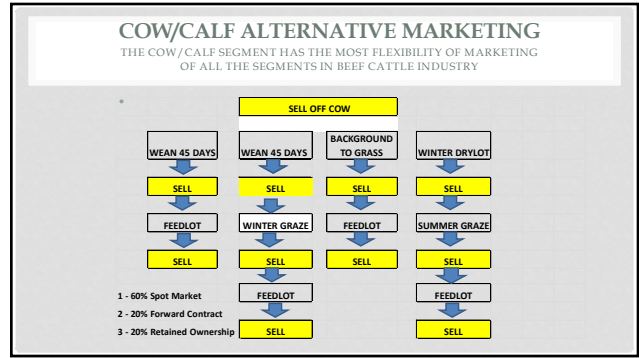 COW/CALF ALTERNATIVE MARKETING
THE COW/CALF SEGMENT HAS THE MOST FLEXIBILITY OF MARKETING
OF ALL THE SEGMENTS IN BEEF CATTLE INDUSTRY
SELL OFF COW
WEAN 45 DAYS WEAN 45 DAYS BACKGROUND TO GRASS WINTER DRYLOT
SELL SELL SELL SELL
FEEDLOT WINTER GRAZE FEEDLOT SUMMER GRAZE
SELL SELL SELL SELL
1 - 60% Spot Market FEEDLOT FEEDLOT
2 - 20% Forward Contract
3 - 20% Retained Ownership SELL SELL